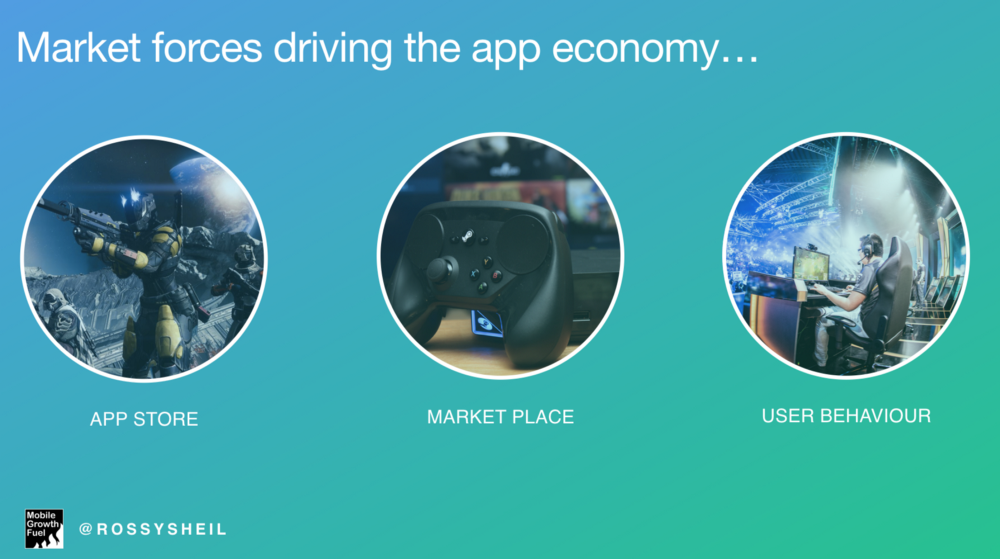 Market forces driving the app economy…
APP STORE
MARKET PLACE
USER BEHAVIOUR
Mobile
Growth
Fuel
@ROSSYSHEIL